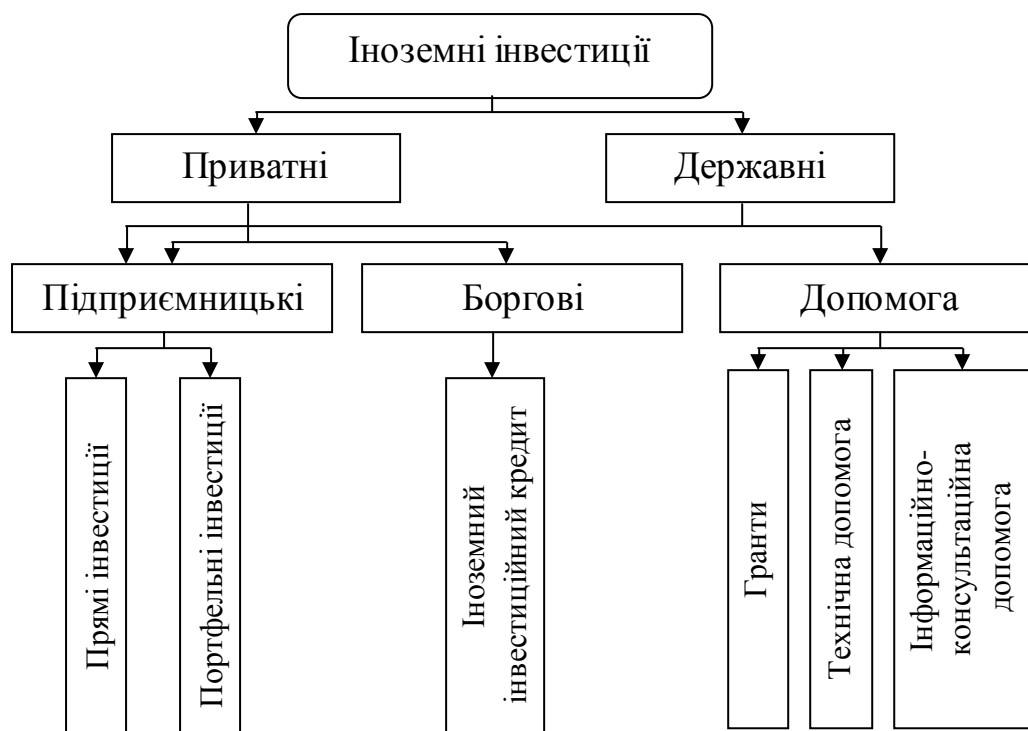 Іноземні інвестиції
Приватні
Державні
Підприємницькі
Боргові
Допомога
Прямі інвестиції
Портфельні інвестиції
Іноземний
інвестиційний кредит
Гранти
Технічна допомога
Інформаційно-
консультаційна
допомога